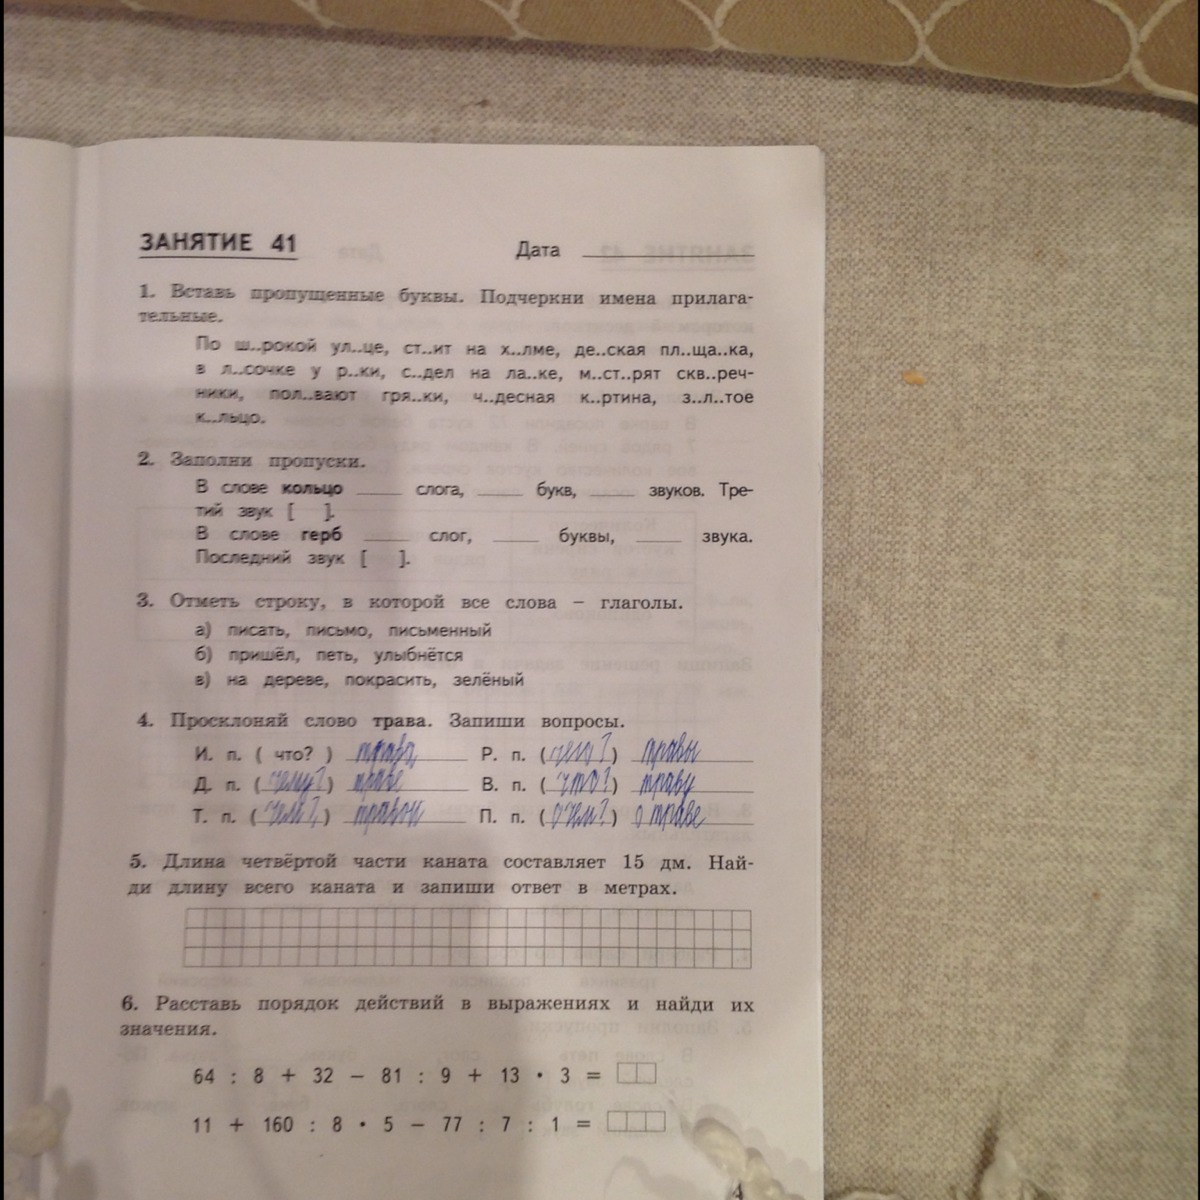 ЗАНЯТИЕ 41 Дата
1. Вставь пропущенные буквы. Подчеркни имена прилага-
тельные.
По ш..рокой ул..це, ст..ит на х..лме, де..ская пл..ща..ка,
в л..сочке у р..ки, с..дел на ла..ке, м..ст..рят скв..реч-
ники, пол..вают гря..ки, ч..десная к..ртина, з..л..тое
к..льцо.
2. Заполни пропуски.
В слове кольцо ____ слога, ____ букв, ____ звуков. Тре-
тий звук [ ].
В слове герб ____ слог, ____ буквы, ____ звука.
Последний звук [ ].
3. Отметь строку, в которой все слова – глаголы.
а) писать, письмо, письменный
б) пришёл, петь, улыбнётся
в) на дереве, покрасить, зелёный
4. Просклоняй слово трава. Запиши вопросы.
И. п. ( что? ) трава Р. п. ( чего? ) травы
Д. п. ( чему? ) траве В. п. ( что? ) траву
Т. п. ( чем? ) травой П. п. ( о чем? ) о траве
5. Длина четвёртой части каната составляет 15 дм. Най-
ди длину всего каната и запиши ответ в метрах.
6. Расставь порядок действий в выражениях и найди их
значения.
64 : 8 + 32 – 81 : 9 + 13 · 3 =
11 + 160 : 8 · 5 – 77 : 7 : 1 =